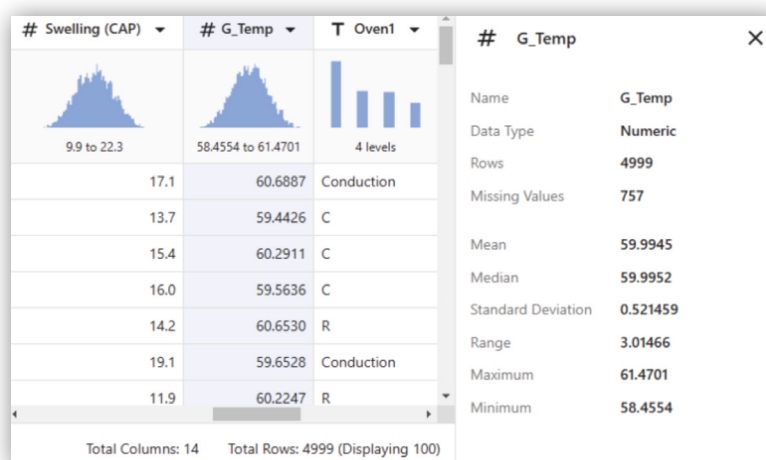 # Swelling (CAP) # G_Temp T Oven1
9.9 to 22.3 58.4554 to 61.4701 4 levels
17.1 60.6887 Conduction
13.7 59.4426 C
15.4 60.2911 C
16.0 59.5636 C
14.2 60.6530 R
19.1 59.6528 Conduction
11.9 60.2247 R
Total Columns: 14 Total Rows: 4999 (Displaying 100)
# G_Temp
Name G_Temp
Data Type Numeric
Rows 4999
Missing Values 757
Mean 59.9945
Median 59.9952
Standard Deviation 0.521459
Range 3.01466
Maximum 61.4701
Minimum 58.4554